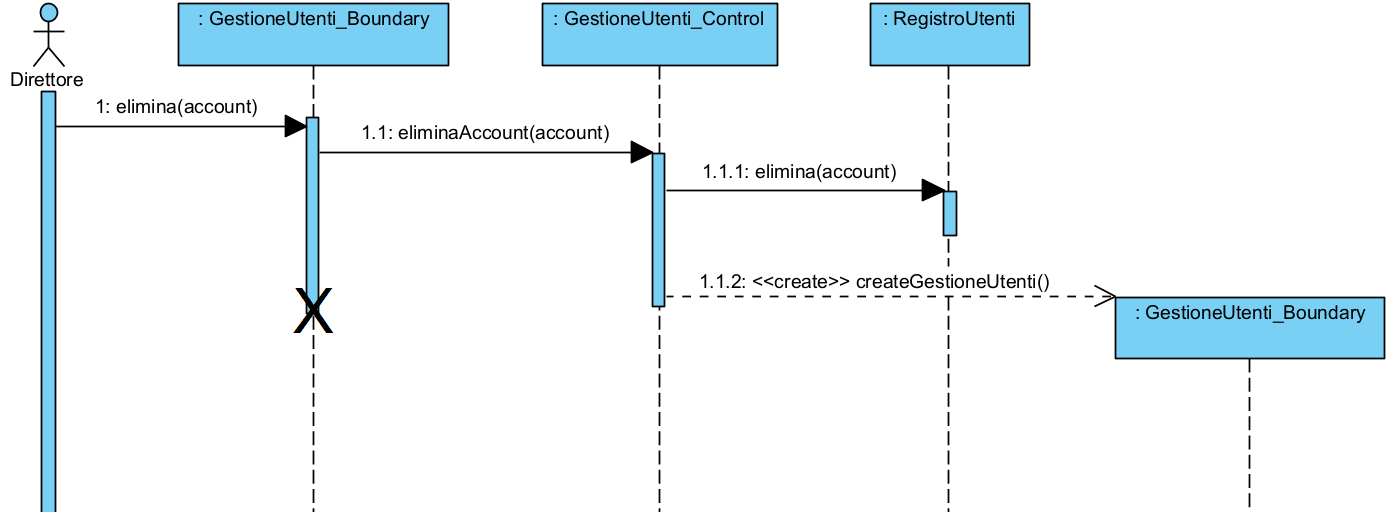 : GestioneUtenti_Boundary
: GestioneUtenti_Control
: RegistroUtenti
Direttore
1: elimina(account)
1.1: eliminaAccount(account)
1.1.1: elimina(account)
1.1.2: <<create>> createGestioneUtenti()
: GestioneUtenti_Boundary